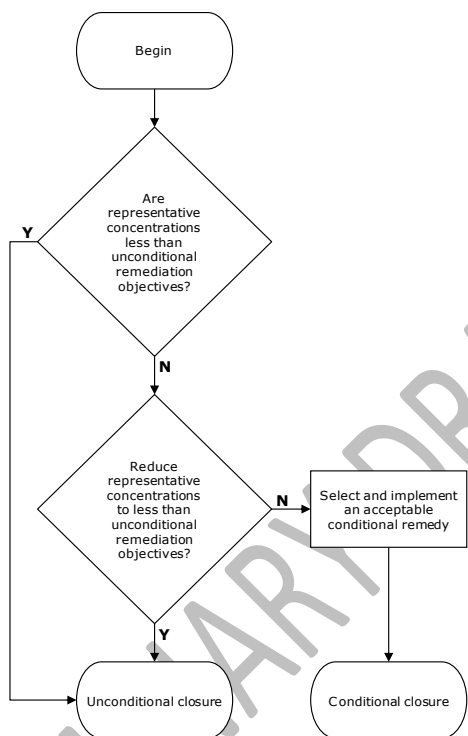 Begin
Are
representative
concentrations
less than
unconditional
remediation
objectives?
Y
N
Reduce
representative
concentrations
to less than
unconditional
remediation
objectives?
N
Select and implement
an acceptable
conditional remedy
Y
Unconditional closure
Conditional closure